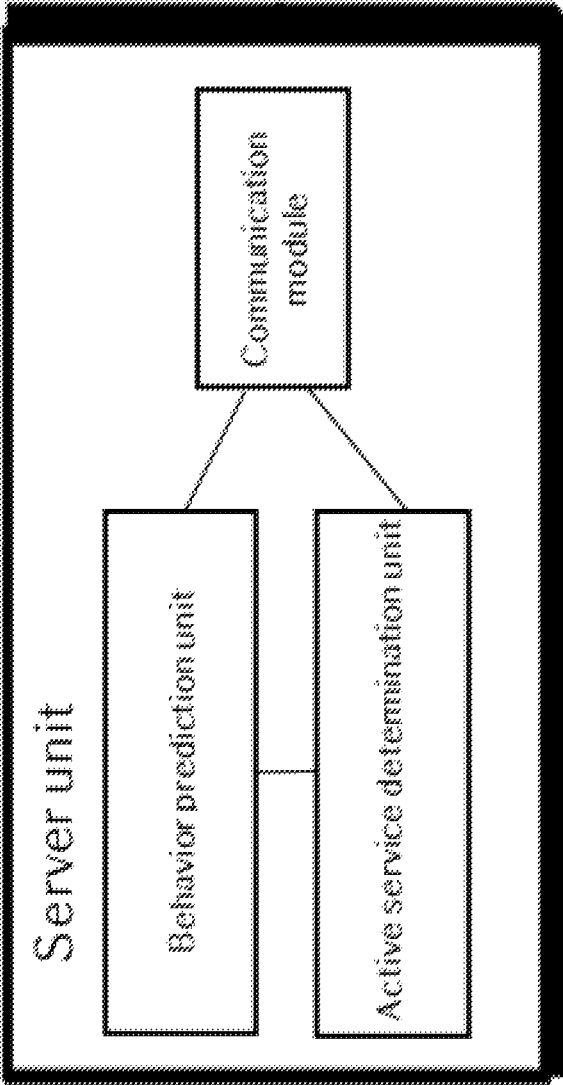 Server unit
Behavior prediction unit
Active service determination unit
Communication
module